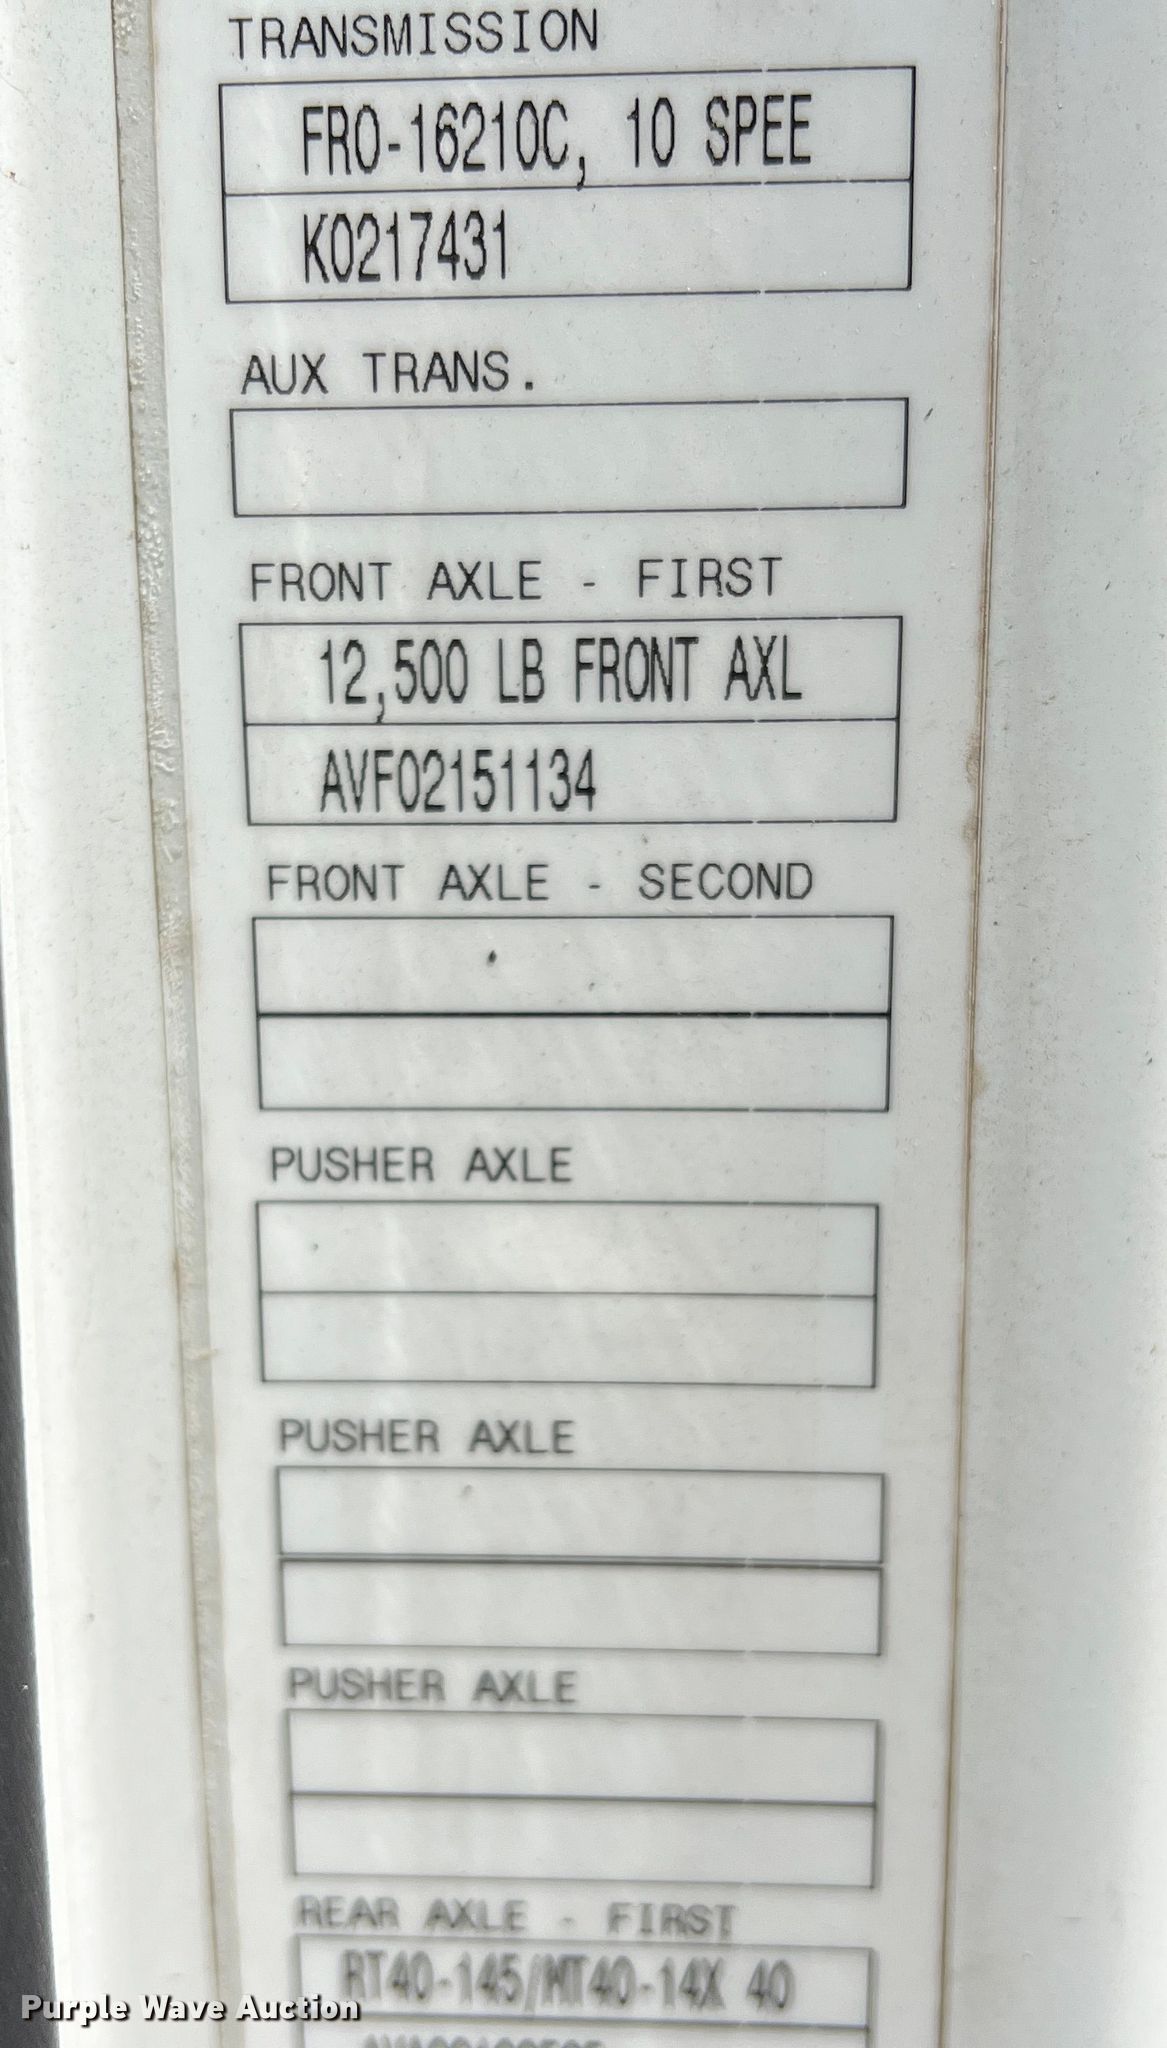 TRANSMISSION
FRO-16210C, 10 SPEE
K0217431
AUX TRANS.
FRONT AXLE - FIRST
12,500 LB FRONT AXL
AVF02151134
FRONT AXLE - SECOND
PUSHER AXLE
PUSHER AXLE
PUSHER AXLE
REAR AXLE - FIRST
RT40-145/MT40-14X 40
Purple Wave Auction